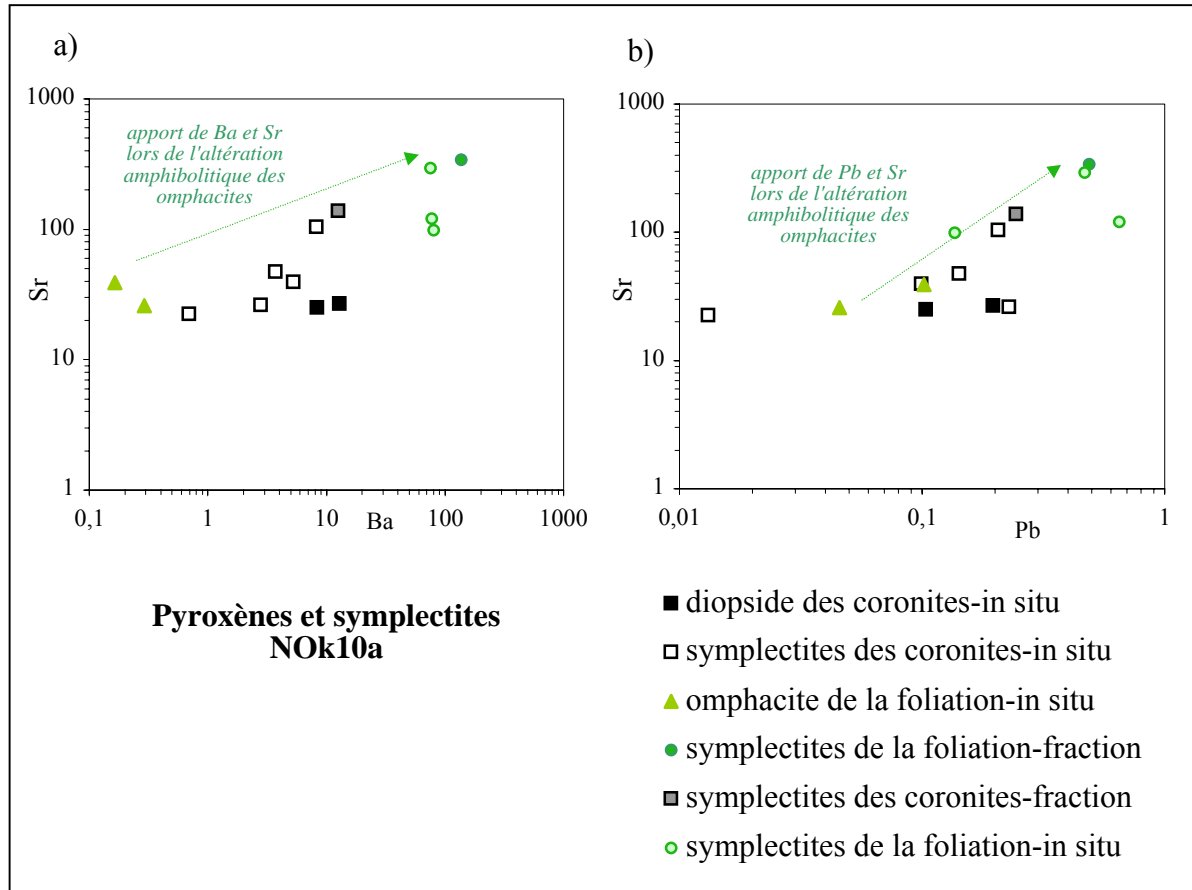 a)
1000
100
10
1
Sr
apport de Ba et Sr
lors de l'altération
amphibolitique des
omphacites
0,1
1
10
Ba
100
1000
b)
1000
100
10
1
Sr
apport de Pb et Sr
lors de l'altération
amphibolitique des
omphacites
0,01
0,1
Pb
1
Pyroxènes et symplectites
NOk10a
diopside des coronites-in situ
symplectites des coronites-in situ
omphacite de la foliation-in situ
symplectites de la foliation-fraction
symplectites des coronites-fraction
symplectites de la foliation-in situ